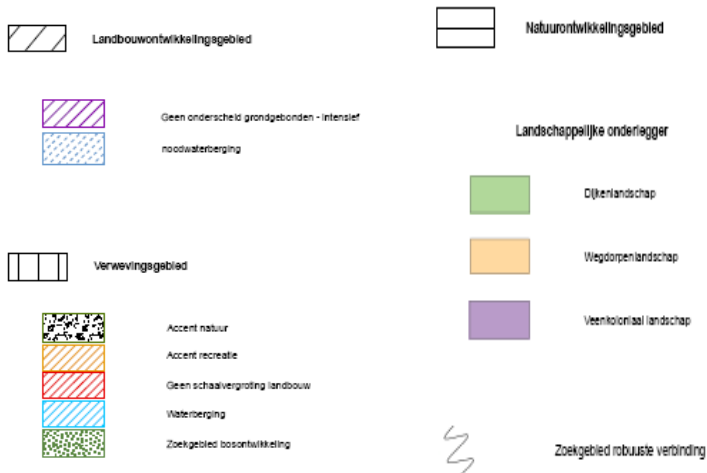 Landbouwontwikkelingsgebied
Geen onderscheid grondgebonden - intensief
noodwaterberging
Verwevingsgebied
Accent natuur
Accent recreatie
Geen schaalvergroting landbouw
Waterberging
Zoekgebied bosontwikkeling
Natuurontwikkelingsgebied
Landschappelijke onderlegger
Dijkenlandschap
Wegdorpenlandschap
Veenkoloniaal landschap
Zoekgebied robuuste verbinding